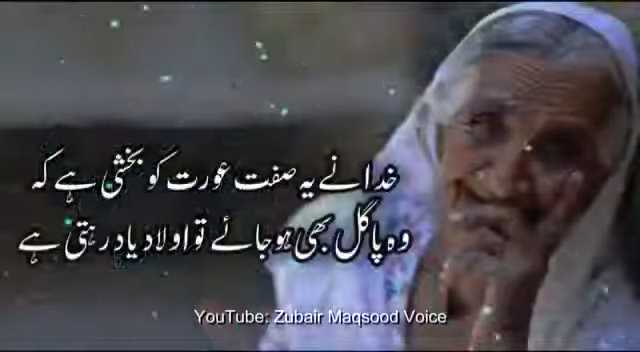 خدا نے یہ صفت عورت کو بخشی ہے کہ
وہ پاگل بھی ہو جائے تو اولاد یاد رہتی ہے
YouTube: Zubair Maqsood Voice